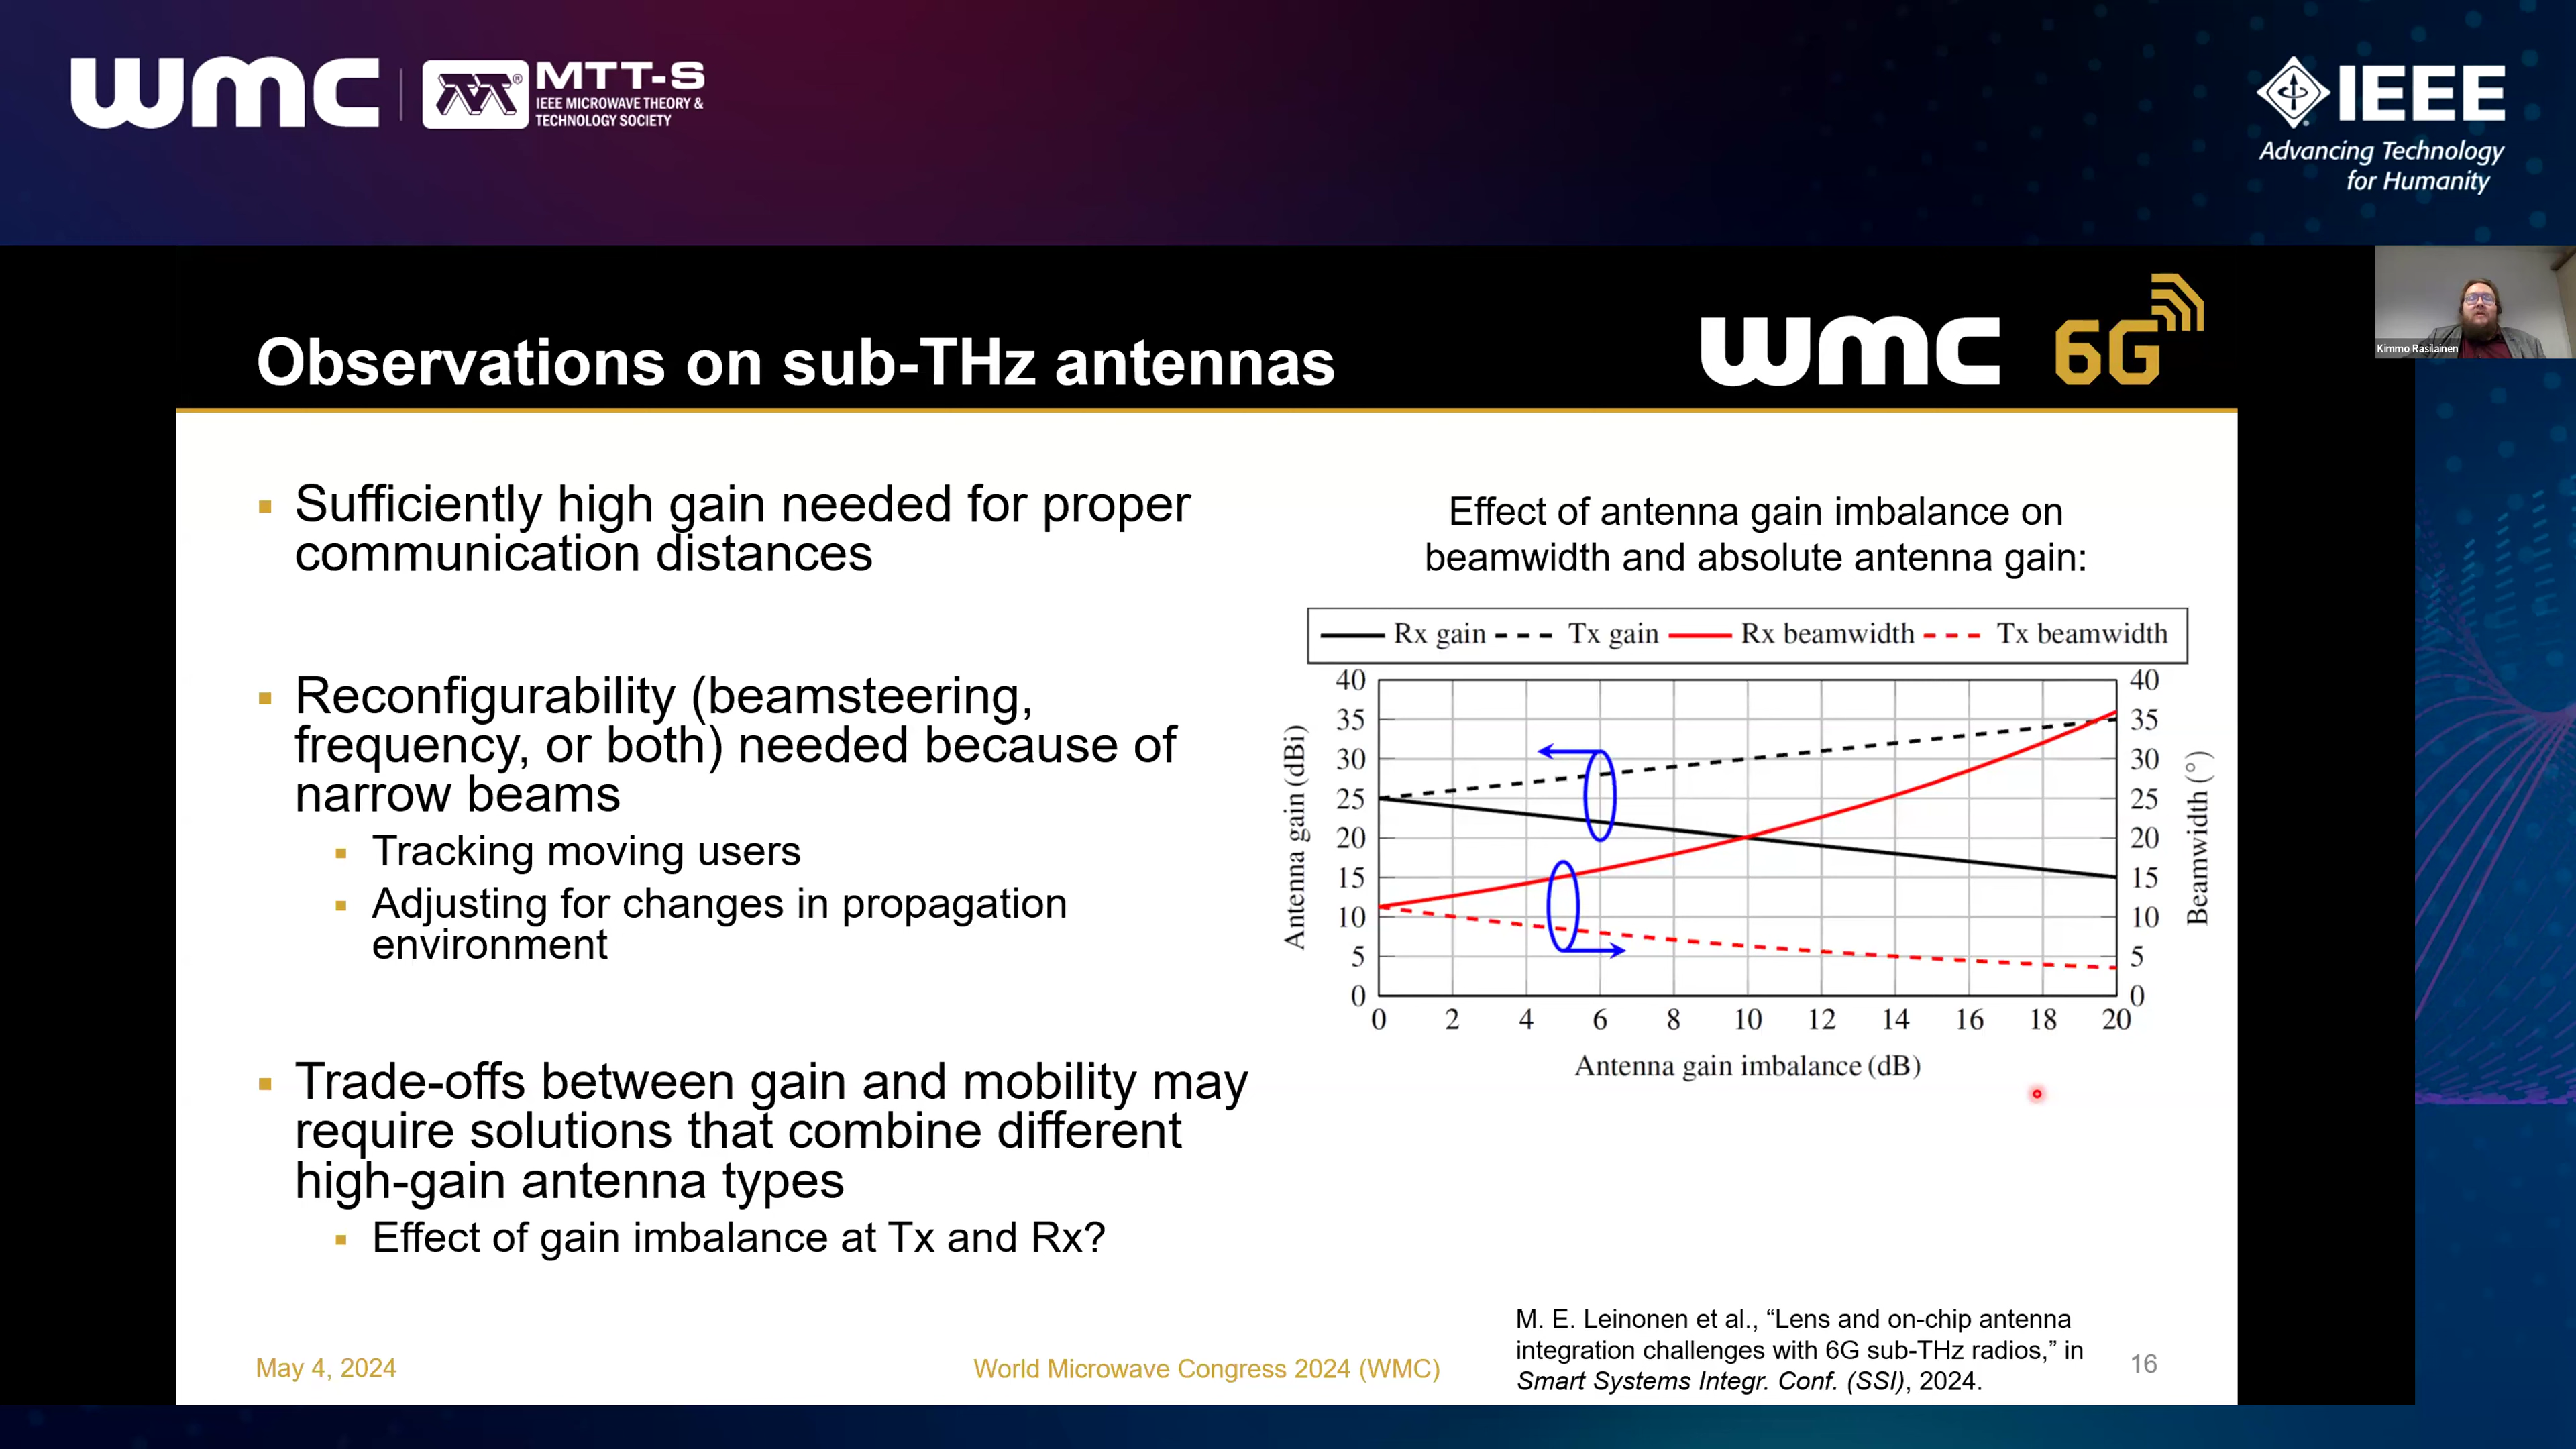 wmc
MTT-S
IEEE MICROWAVE THEORY &
TECHNOLOGY SOCIETY
IEEE
Advancing Technology
for Humanity
Observations on sub-THz antennas
wmc 6G
Kimmo Rasilainen
▪ Sufficiently high gain needed for proper
communication distances
▪ Reconfigurability (beamsteering,
frequency, or both) needed because of
narrow beams
▪ Tracking moving users
▪ Adjusting for changes in propagation
environment
▪ Trade-offs between gain and mobility may
require solutions that combine different
high-gain antenna types
▪ Effect of gain imbalance at Tx and Rx?
Effect of antenna gain imbalance on
beamwidth and absolute antenna gain:
Rx gain Tx gain Rx beamwidth Tx beamwidth
Antenna gain (dBi)
40
35
30
25
20
15
10
5
0
40
35
30
25
20
15
10
5
0
Beamwidth (°)
0 2 4 6 8 10 12 14 16 18 20
Antenna gain imbalance (dB)
M. E. Leinonen et al., “Lens and on-chip antenna
integration challenges with 6G sub-THz radios,” in
Smart Systems Integr. Conf. (SSI), 2024.
May 4, 2024
World Microwave Congress 2024 (WMC)
16